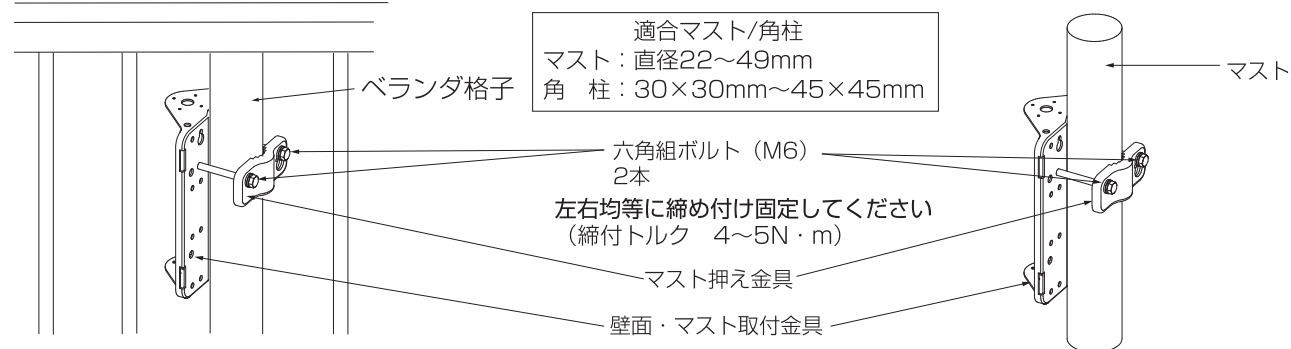 適合マスト/角柱
マスト：直径22～49mm
角　柱：30×30mm～45×45mm
ベランダ格子
マスト
六角組ボルト（M6）
2本
左右均等に締め付け固定してください
（締付トルク　4～5N・m）
マスト押え金具
壁面・マスト取付金具